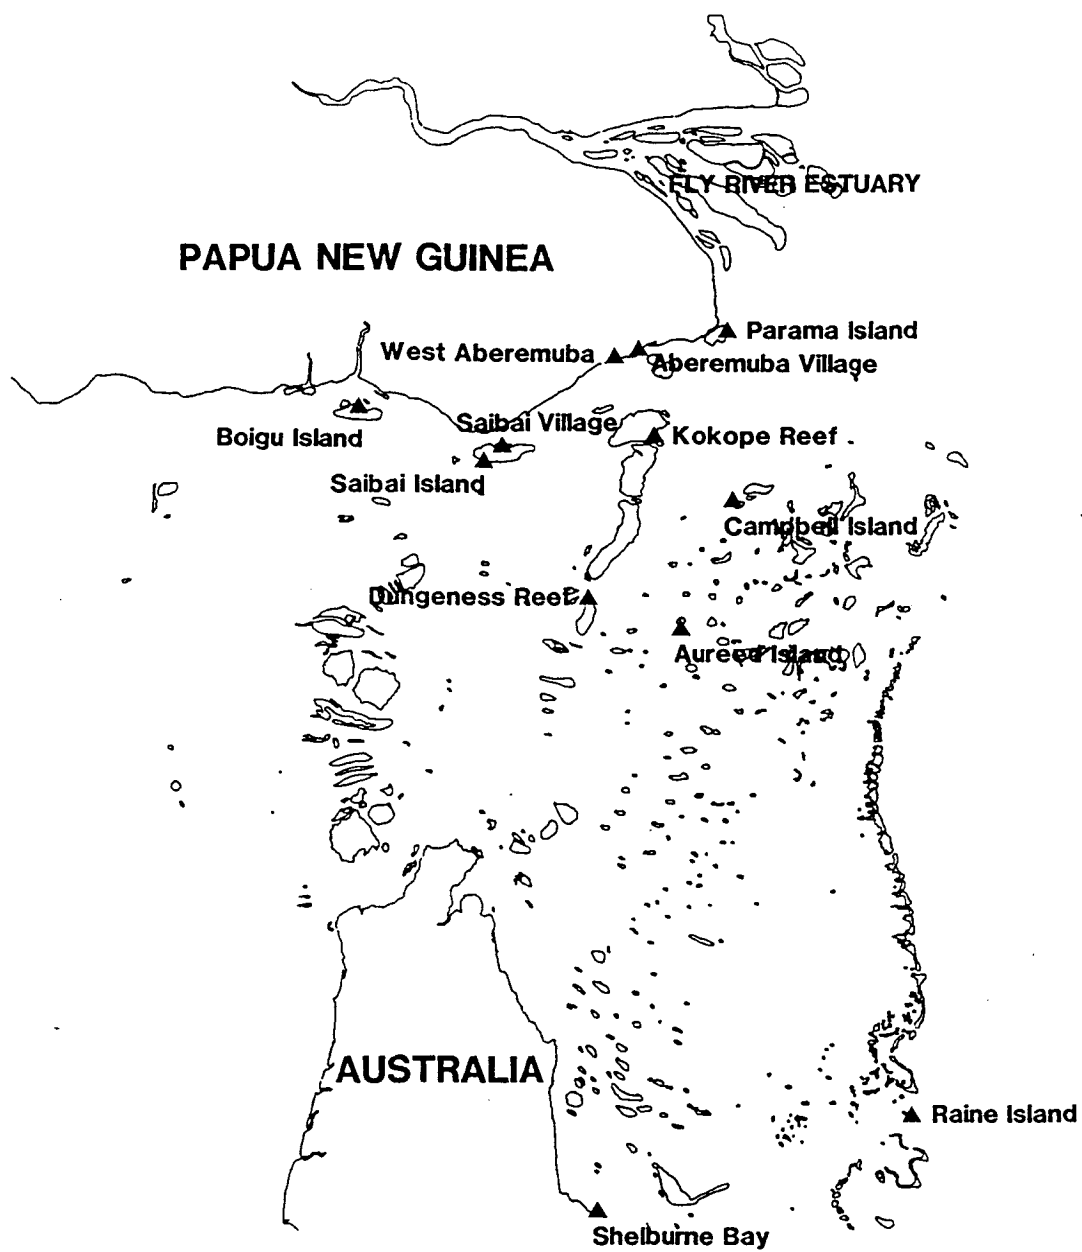 FLY RIVER ESTUARY
PAPUA NEW GUINEA
Parama Island
West Aberemuba
Aberemuba Village
Saibai Village
Boigu Island
Kokope Reef
Saibai Island
Campbell Island
Dungeness Reef
Aureed Island
AUSTRALIA
Raine Island
Shelburne Bay